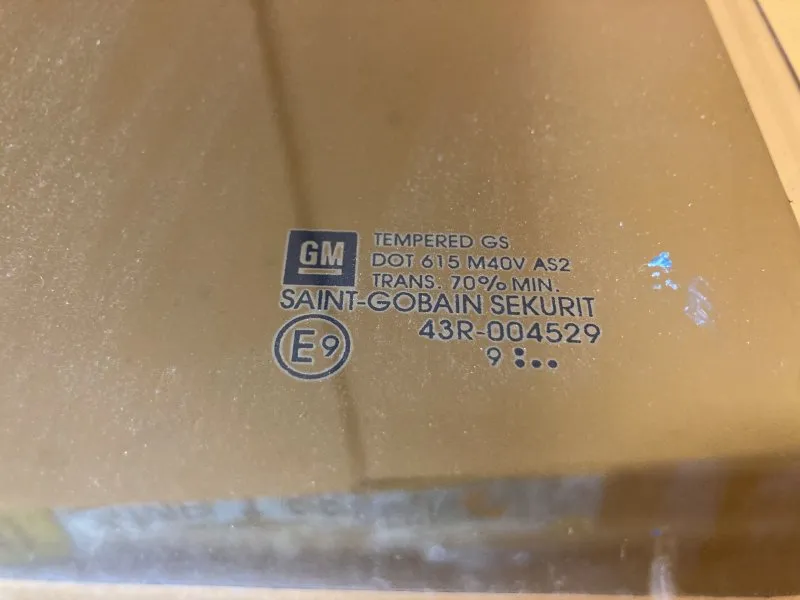 GM
TEMPERED GS
DOT 615 M40V AS2
TRANS. 70% MIN.
SAINT-GOBAIN SEKURIT
E9
43R-004529
9